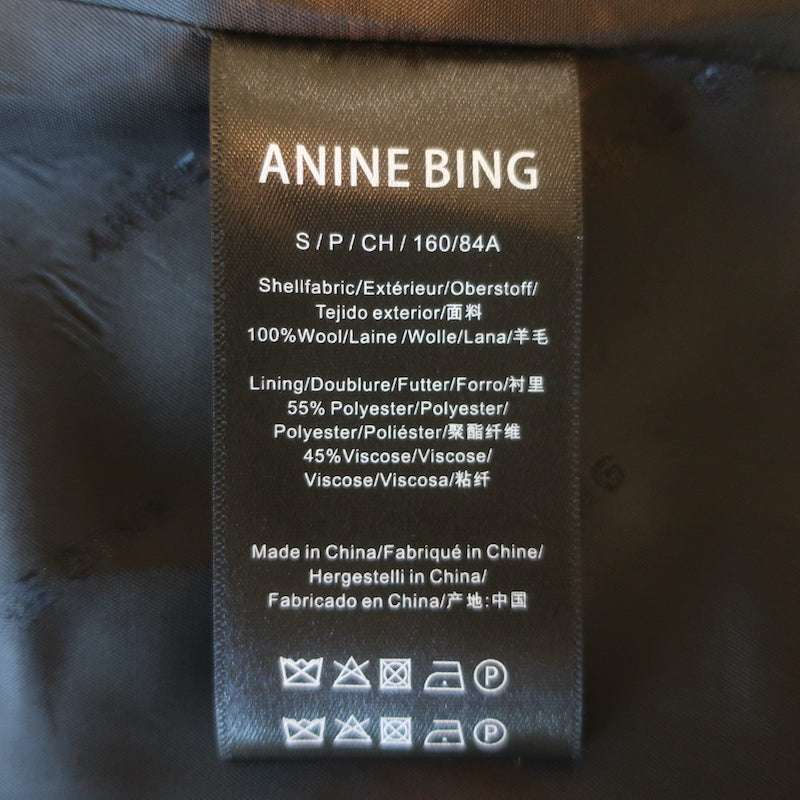 ANINE BING
S / P / CH / 160/84A
Shellfabric/Extérieur/Oberstoff/
Tejido exterior/面料
100%Wool/Laine /Wolle/Lana/羊毛
Lining/Doublure/Futter/Forro/衬里
55% Polyester/Polyester/
Polyester/Poliéster/聚酯纤维
45%Viscose/Viscose/
Viscose/Viscosa/粘纤
Made in China/Fabriqué in Chine/
Hergestelli in China/
Fabricado en China/产地:中国
P
P